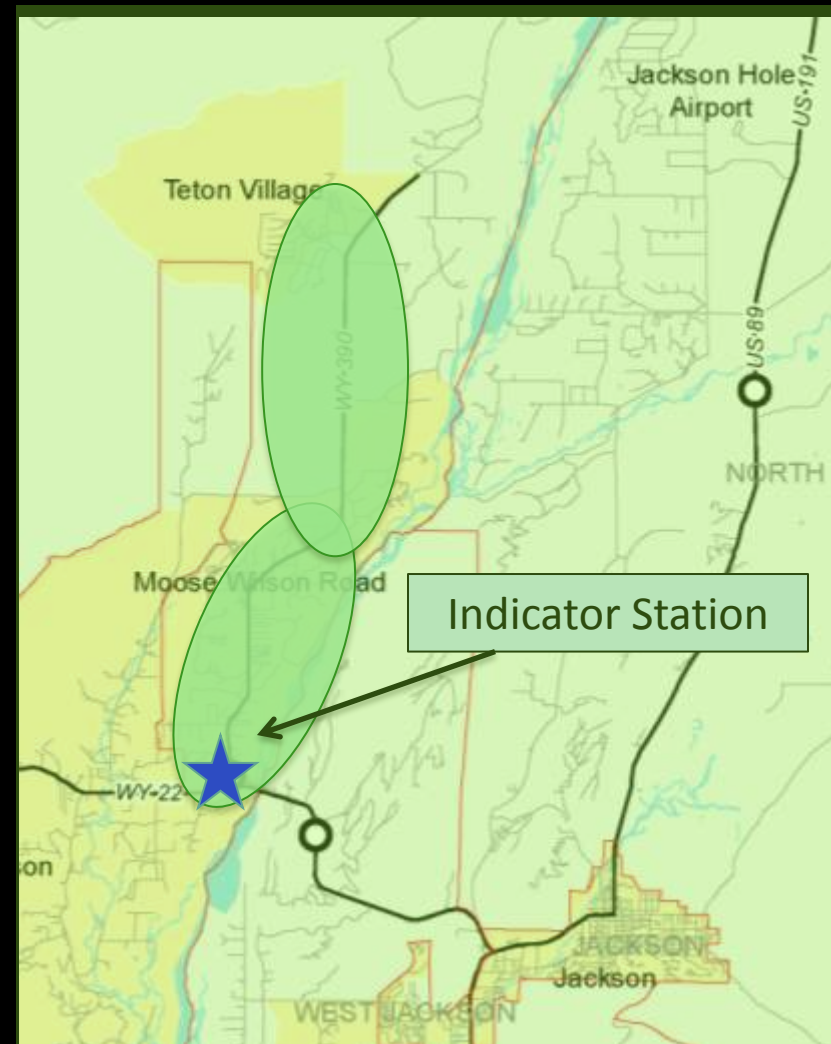 Jackson Hole
Airport
US-191
Teton Village
WY-390
US-89
NORTH
Moose Wilson Road
Indicator Station
WY-22
son
JACKSON
Jackson
WEST JACKSON